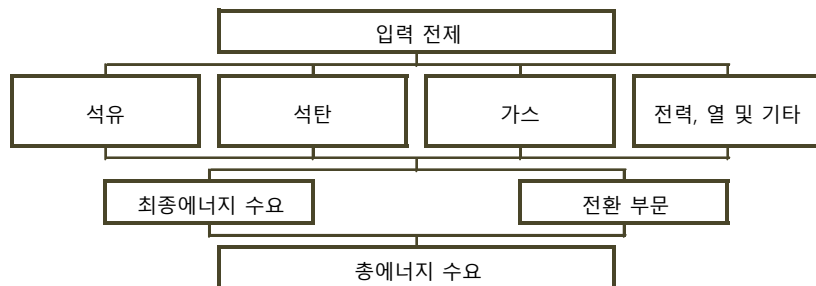 입력 전제
석유
석탄
가스
전력, 열 및 기타
최종에너지 수요
전환 부문
총에너지 수요